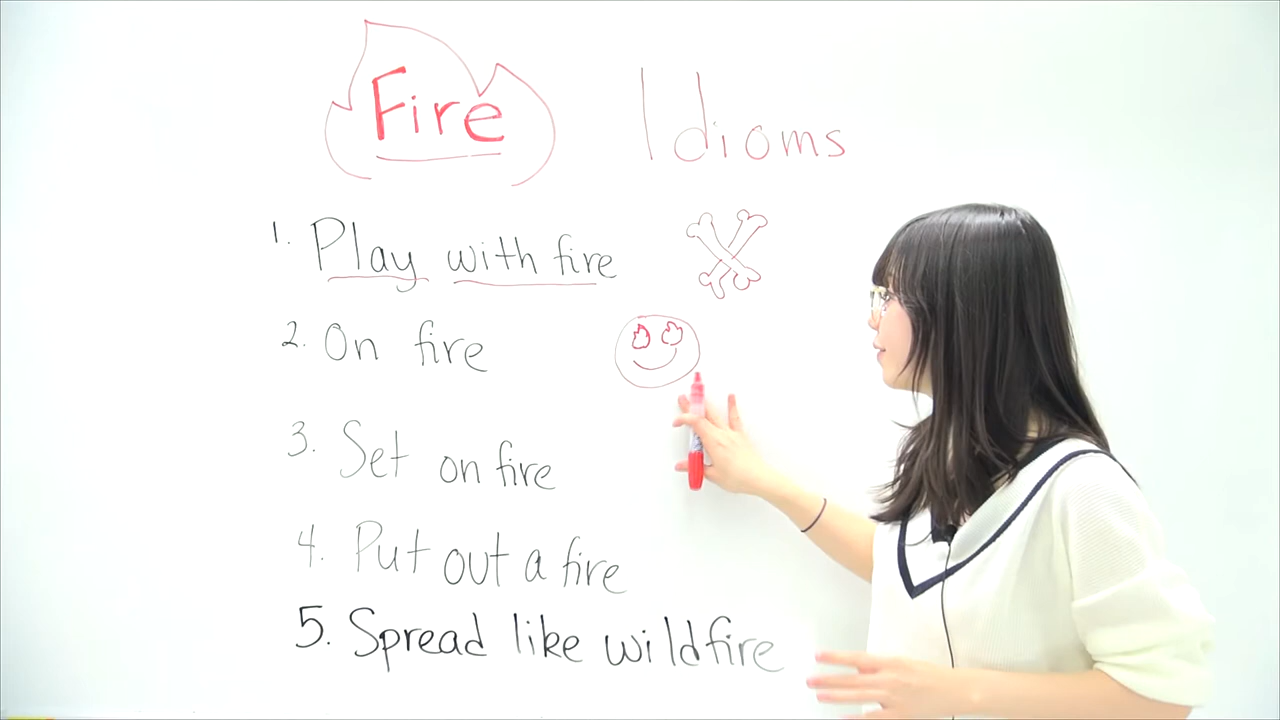 Fire Idioms
1. Play with fire
2. On fire
3. Set on fire
4. Put out a fire
5. Spread like wildfire